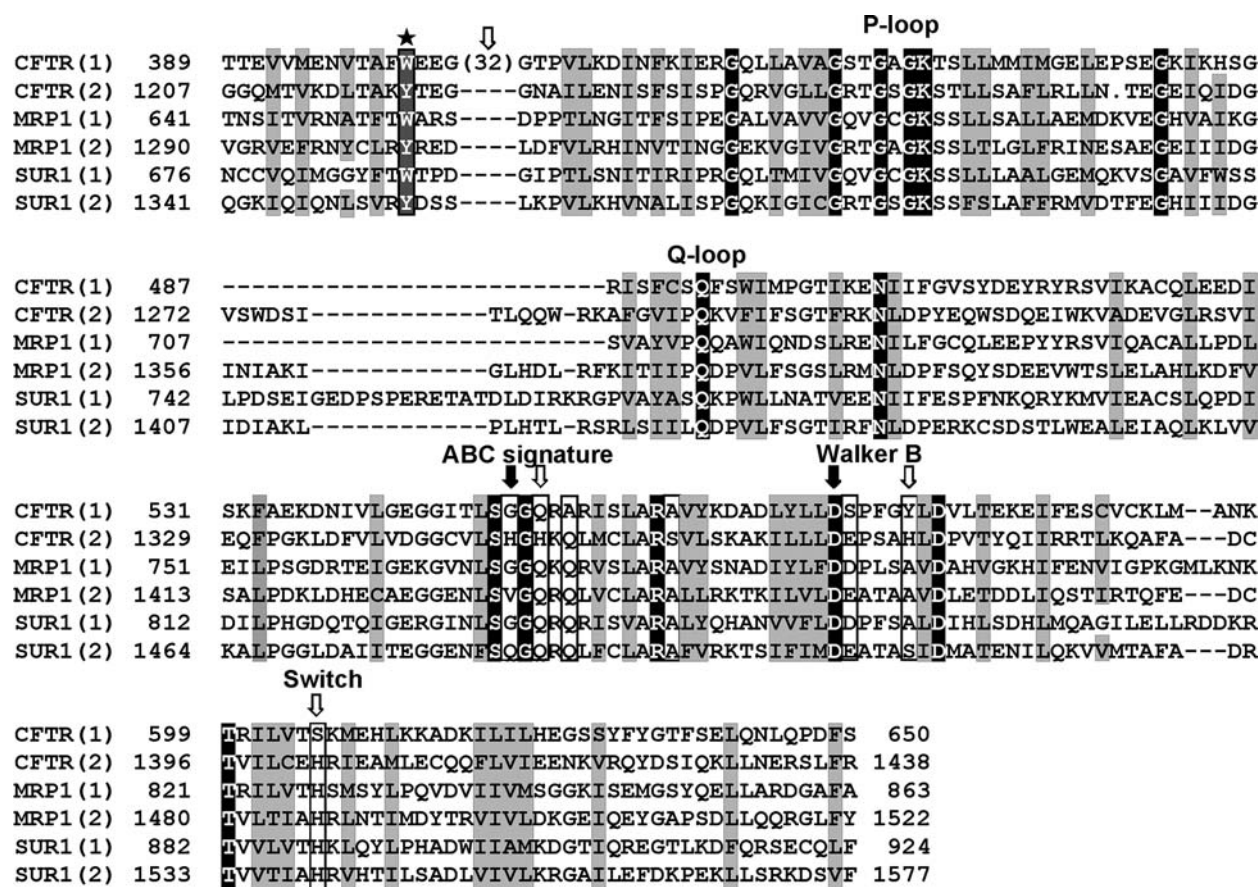 P-loop
CFTR(1) 389 TTEVVMENVTAFWEEG(32)GTPVLKDINFKIERGQLLAVAGSTGAGKTSLLMMIMGELEPSEGKIKHSG
CFTR(2) 1207 GGQMTVKDLTAKYTEG----GNAILENISFSISPGQRVGLLGRTGSGKSTLLSAFLRLLN.TEGEIQIDG
MRP1(1) 641 TNSITVRNATFTWARS----DPPTLNGITFSIPEGALVAVVGQVGCGKSSLLSALLAEMDKVEGHVAIKG
MRP1(2) 1290 VGRVEFRNYCLRYRED----LDFVLRHINVTINGGEKVGIVGRTGAGKSSLTLGLFRINESAEGEIIIDG
SUR1(1) 676 NCCVQIMGGYFTWTPD----GIPTLSNITIRIPRGQLTMIVGQVGCGKSSLLLAALGEMQKVSGAVFWSS
SUR1(2) 1341 QGKIQIQNLSVRYDSS----LKPVLKHVNALISPGQKIGICGRTGSGKSSFSLAFFRMVDTFEGHIIIDG
Q-loop
CFTR(1) 487 --------------------------RISFCSQFSWIMPGTIKENIIFGVSYDEYRYRSVIKACQLEEDI
CFTR(2) 1272 VSWDSI------------TLQQW-RKAFGVIPQKVFIFSGTFRKNLDPYEQWSDQEIWKVADEVGLRSVI
MRP1(1) 707 --------------------------SVAYVPQQAWIQNDSLRENILFGCQLEEPYYRSVIQACALLPDL
MRP1(2) 1356 INIAKI------------GLHDL-RFKITIIPQDPVLFSGSLRMNLDPFSQYSDEEVWTSLELAHLKDFV
SUR1(1) 742 LPDSEIGEDPSPERETATDLDIRKRGPVAYASQKPWLLNATVEENIIFESPFNKQRYKMVIEACSLQPDI
SUR1(2) 1407 IDIAKL------------PLHTL-RSRLSIILQDPVLFSGTIRFNLDPERKCSDSTLWEALEIAQLKLVV
ABC signature Walker B
CFTR(1) 531 SKFAEKDNIVLGEGGITLSGGQRARISLARAVYKDADLYLLDSPFGYLDVLTEKEIFESCVCKLM--ANK
CFTR(2) 1329 EQFPGKLDFVLVDGGCVLSHGHKQLMCLARSVLSKAKILLLDEPSAHLDPVTYQIIRRTLKQAFA---DC
MRP1(1) 751 EILPSGDRTEIGEKGVNLSGGQKQRVSLARAVYSNADIYLFDDPLSAVDAHVGKHIFENVIGPKGMLKNK
MRP1(2) 1413 SALPDKLDHECAEGGENLSVGQRQLVCLARALLRKTKILVLDEATAAVDLETDDLIQSTIRTQFE---DC
SUR1(1) 812 DILPHGDQTQIGERGINLSGGQRQRISVARALYQHANVVFLDDPFSALDIHLSDHLMQAGILELLRDDKR
SUR1(2) 1464 KALPGGLDAIITEGGENFSQGQRQLFCLARAFVRKTSIFIMDEATASIDMATENILQKVVMTAFA---DR
Switch
CFTR(1) 599 TRILVTSKMEHLKKADKILILHEGSSYFYGTFSELQNLQPDFS 650
CFTR(2) 1396 TVILCEHRIEAMLECQQFLVIEENKVRQYDSIQKLLNERSLFR 1438
MRP1(1) 821 TRILVTHSMSYLPQVDVIIVMSGGKISEMGSYQELLARDGAFA 863
MRP1(2) 1480 TVLTIAHRLNTIMDYTRVIVLDKGEIQEYGAPSDLLQQRGLFY 1522
SUR1(1) 882 TVVLVTHKLQYLPHADWIIAMKDGTIQREGTLKDFQRSECQLF 924
SUR1(2) 1533 TVVTIAHRVHTILSADLVIVLKRGAILEFDKPEKLLSRKDSVF 1577